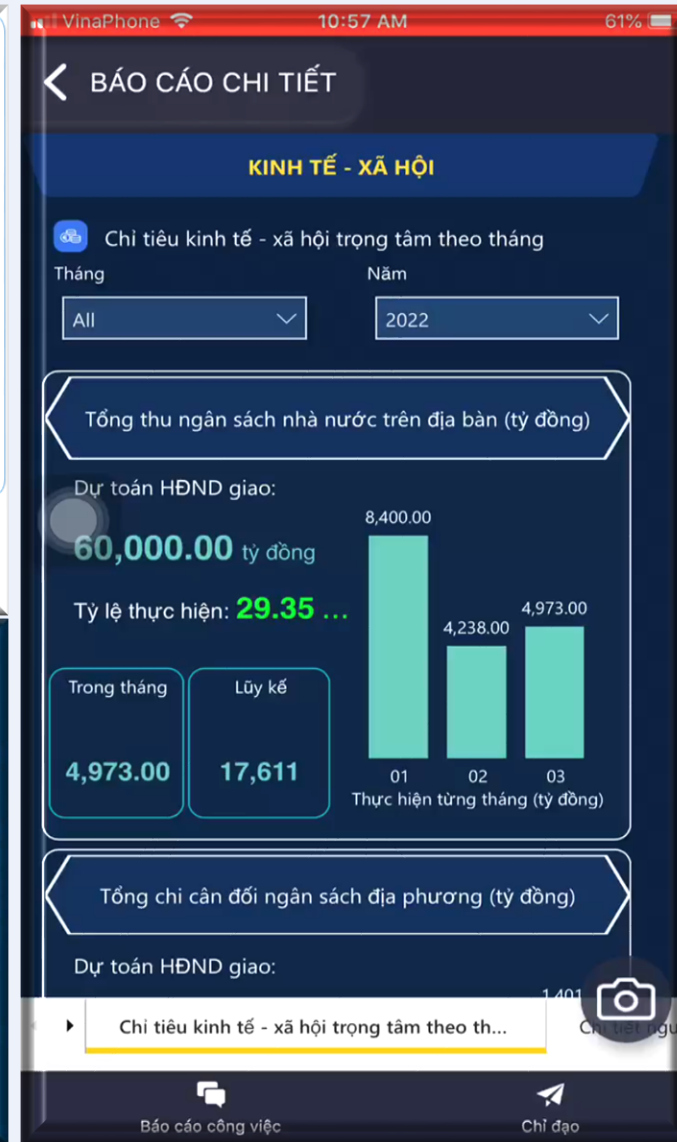 VinaPhone 10:57 AM 61%
BÁO CÁO CHI TIẾT
KINH TẾ - XÃ HỘI
Chỉ tiêu kinh tế - xã hội trọng tâm theo tháng
Tháng Năm
All 2022
Tổng thu ngân sách nhà nước trên địa bàn (tỷ đồng)
Dự toán HĐND giao:
60,000.00 tỷ đồng
Tỷ lệ thực hiện: 29.35 ...
Trong tháng
4,973.00
Lũy kế
17,611
8,400.00
4,238.00
4,973.00
01 02 03
Thực hiện từng tháng (tỷ đồng)
Tổng chi cân đối ngân sách địa phương (tỷ đồng)
Dự toán HĐND giao:
1,401
Chỉ tiêu kinh tế - xã hội trọng tâm theo th...
Chi tiết ngu
Báo cáo công việc
Chỉ đạo